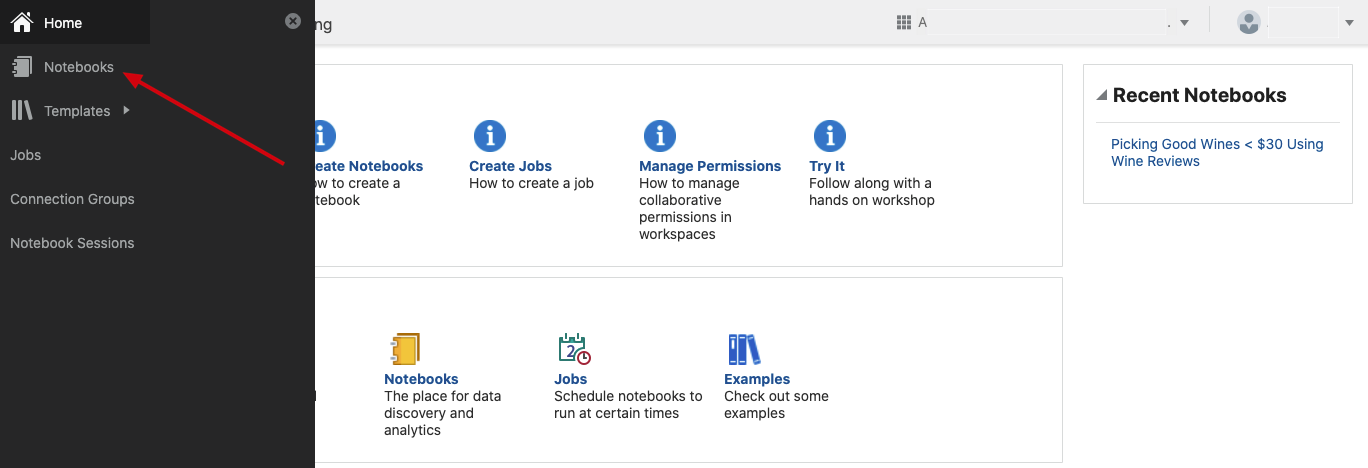 Home
ng
A
Notebooks
Templates
Jobs
Connection Groups
Notebook Sessions
eate Notebooks
ow to create a
tebook
Create Jobs
How to create a job
Manage Permissions
How to manage
collaborative
permissions in
workspaces
Try It
Follow along with a
hands on workshop
Recent Notebooks
Picking Good Wines < $30 Using
Wine Reviews
Notebooks
The place for data
discovery and
analytics
2
Jobs
Schedule notebooks to
run at certain times
Examples
Check out some
examples